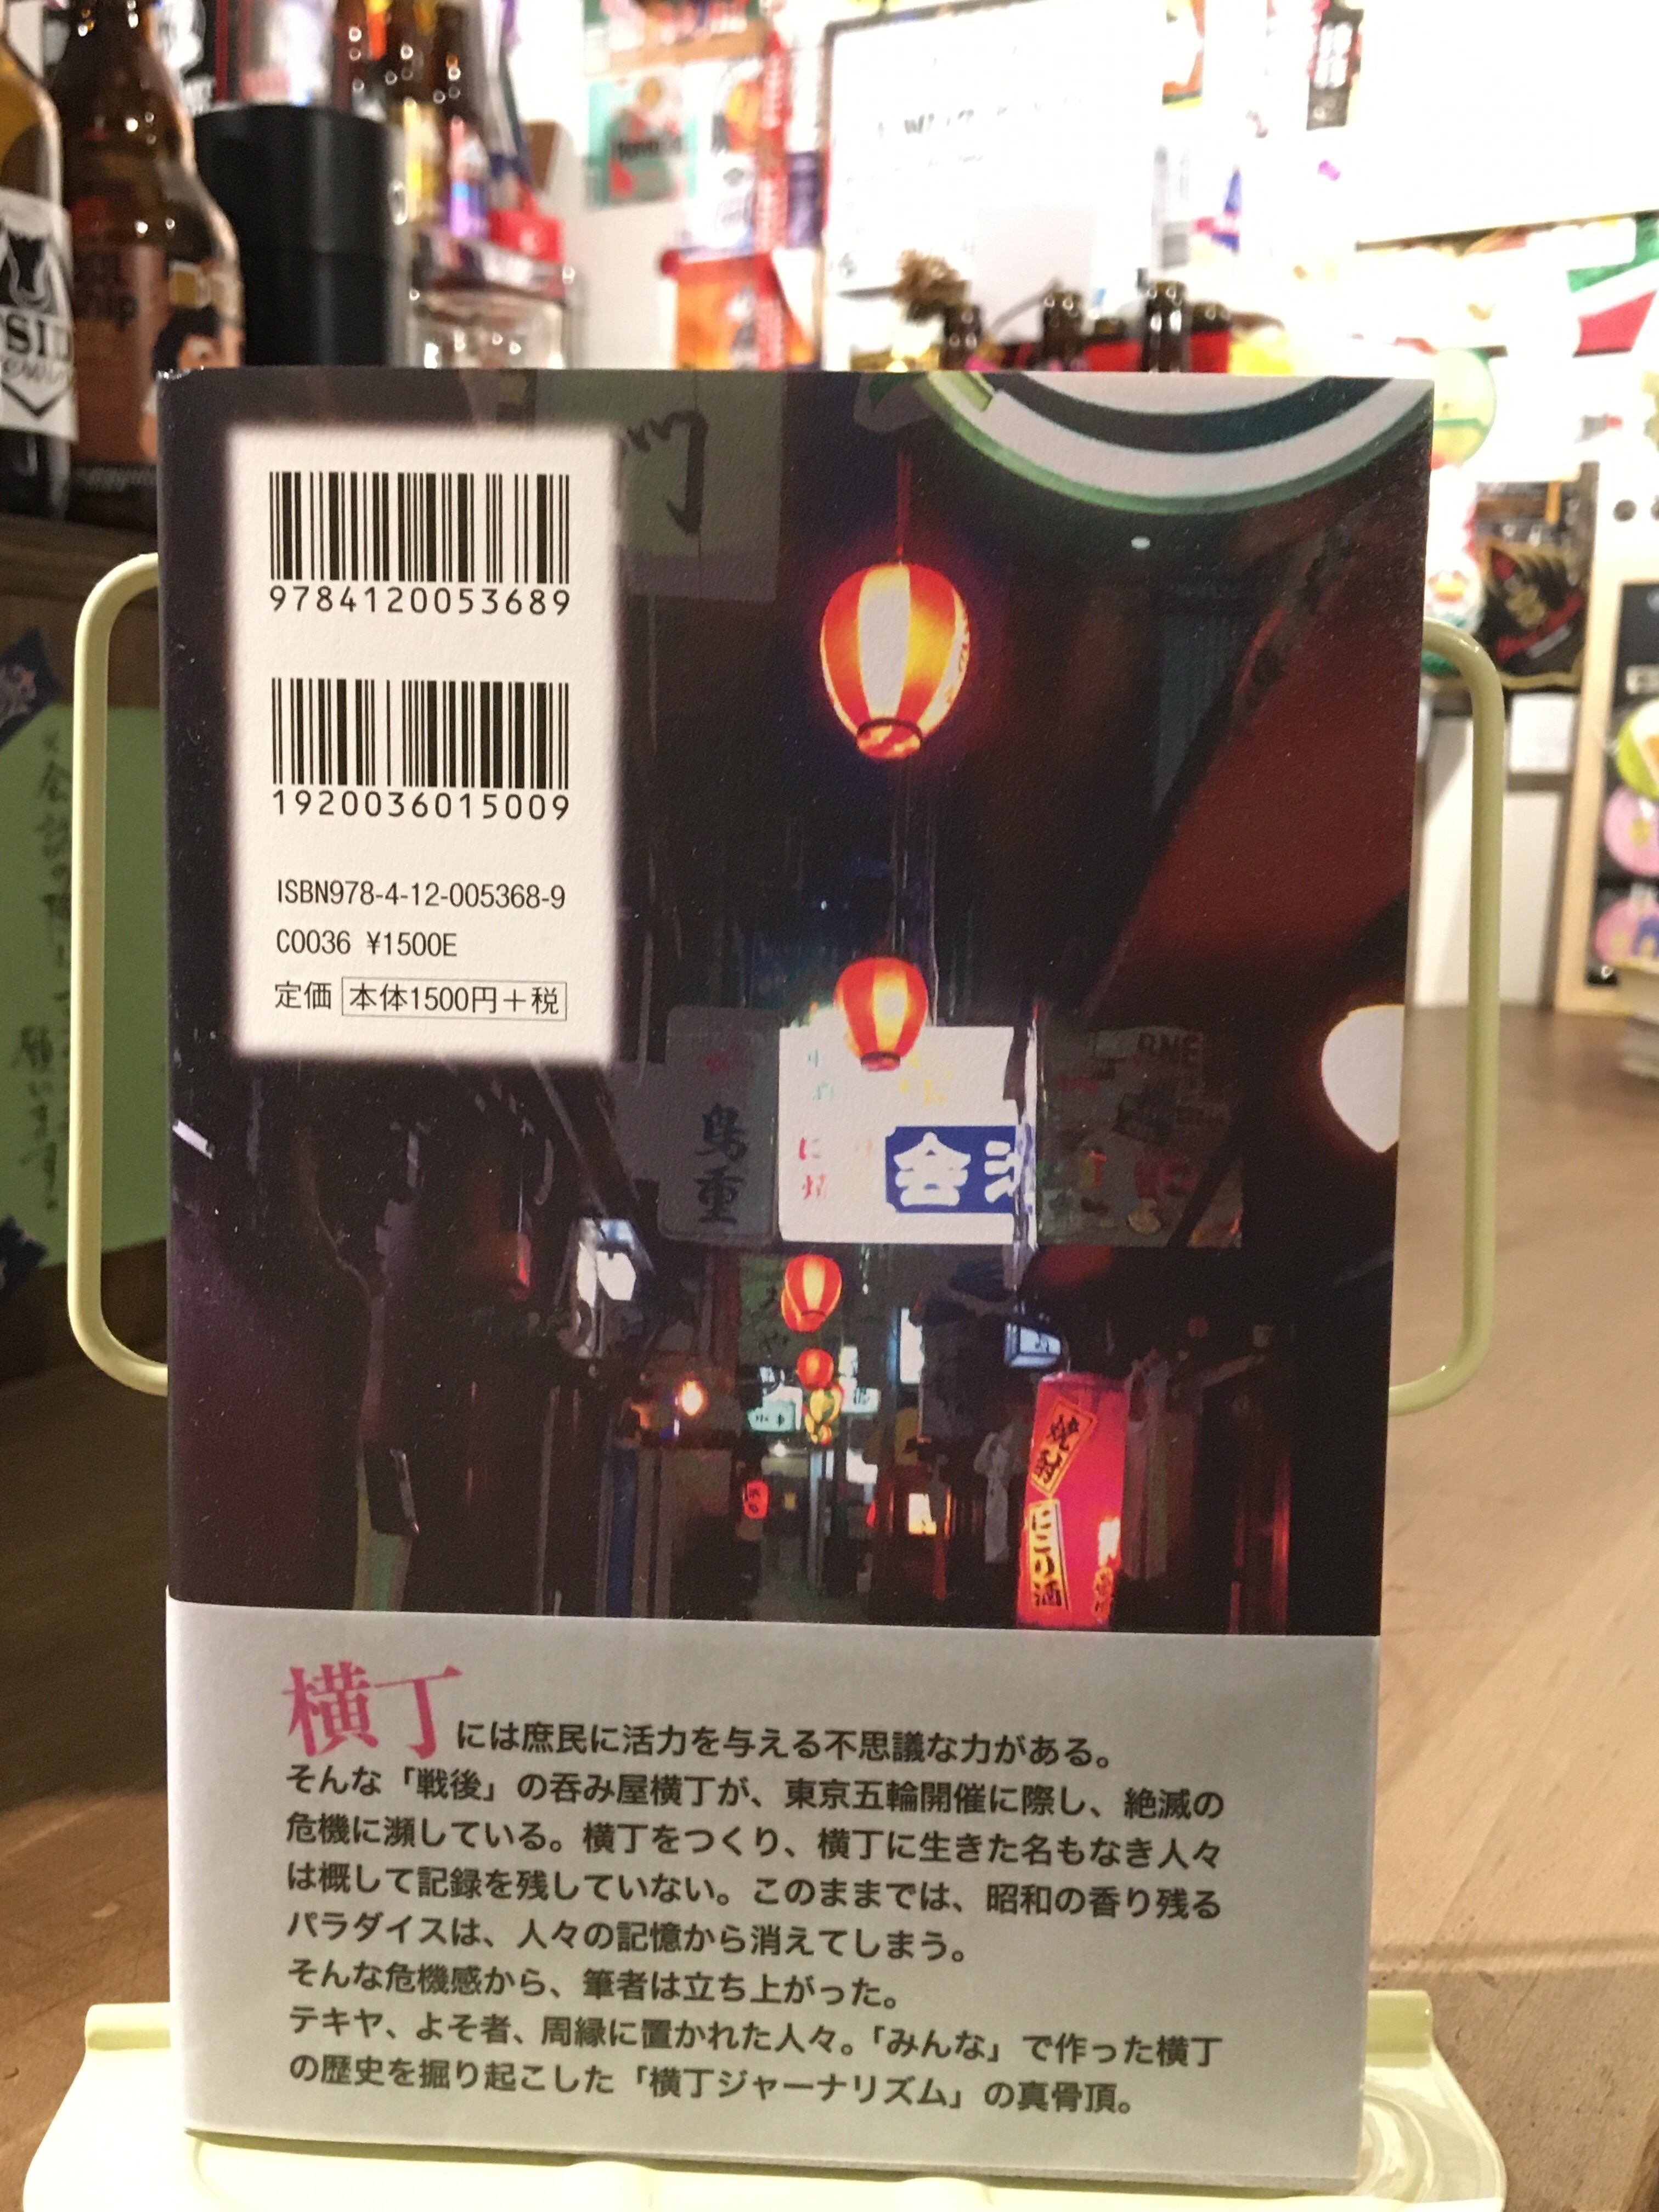 9784120053689
1920036015009
ISBN978-4-12-005368-9
C0036 ¥1500E
定価 本体1500円+税
鳥重
舎
にごり酒
横丁には庶民に活力を与える不思議な力がある。
そんな「戦後」の呑み屋横丁が、東京五輪開催に際し、絶滅の
危機に瀕している。横丁をつくり、横丁に生きた名もなき人々
は概して記録を残していない。このままでは、昭和の香り残る
パラダイスは、人々の記憶から消えてしまう。
そんな危機感から、筆者は立ち上がった。
テキヤ、よそ者、周縁に置かれた人々。「みんな」で作った横丁
の歴史を掘り起こした「横丁ジャーナリズム」の真骨頂。